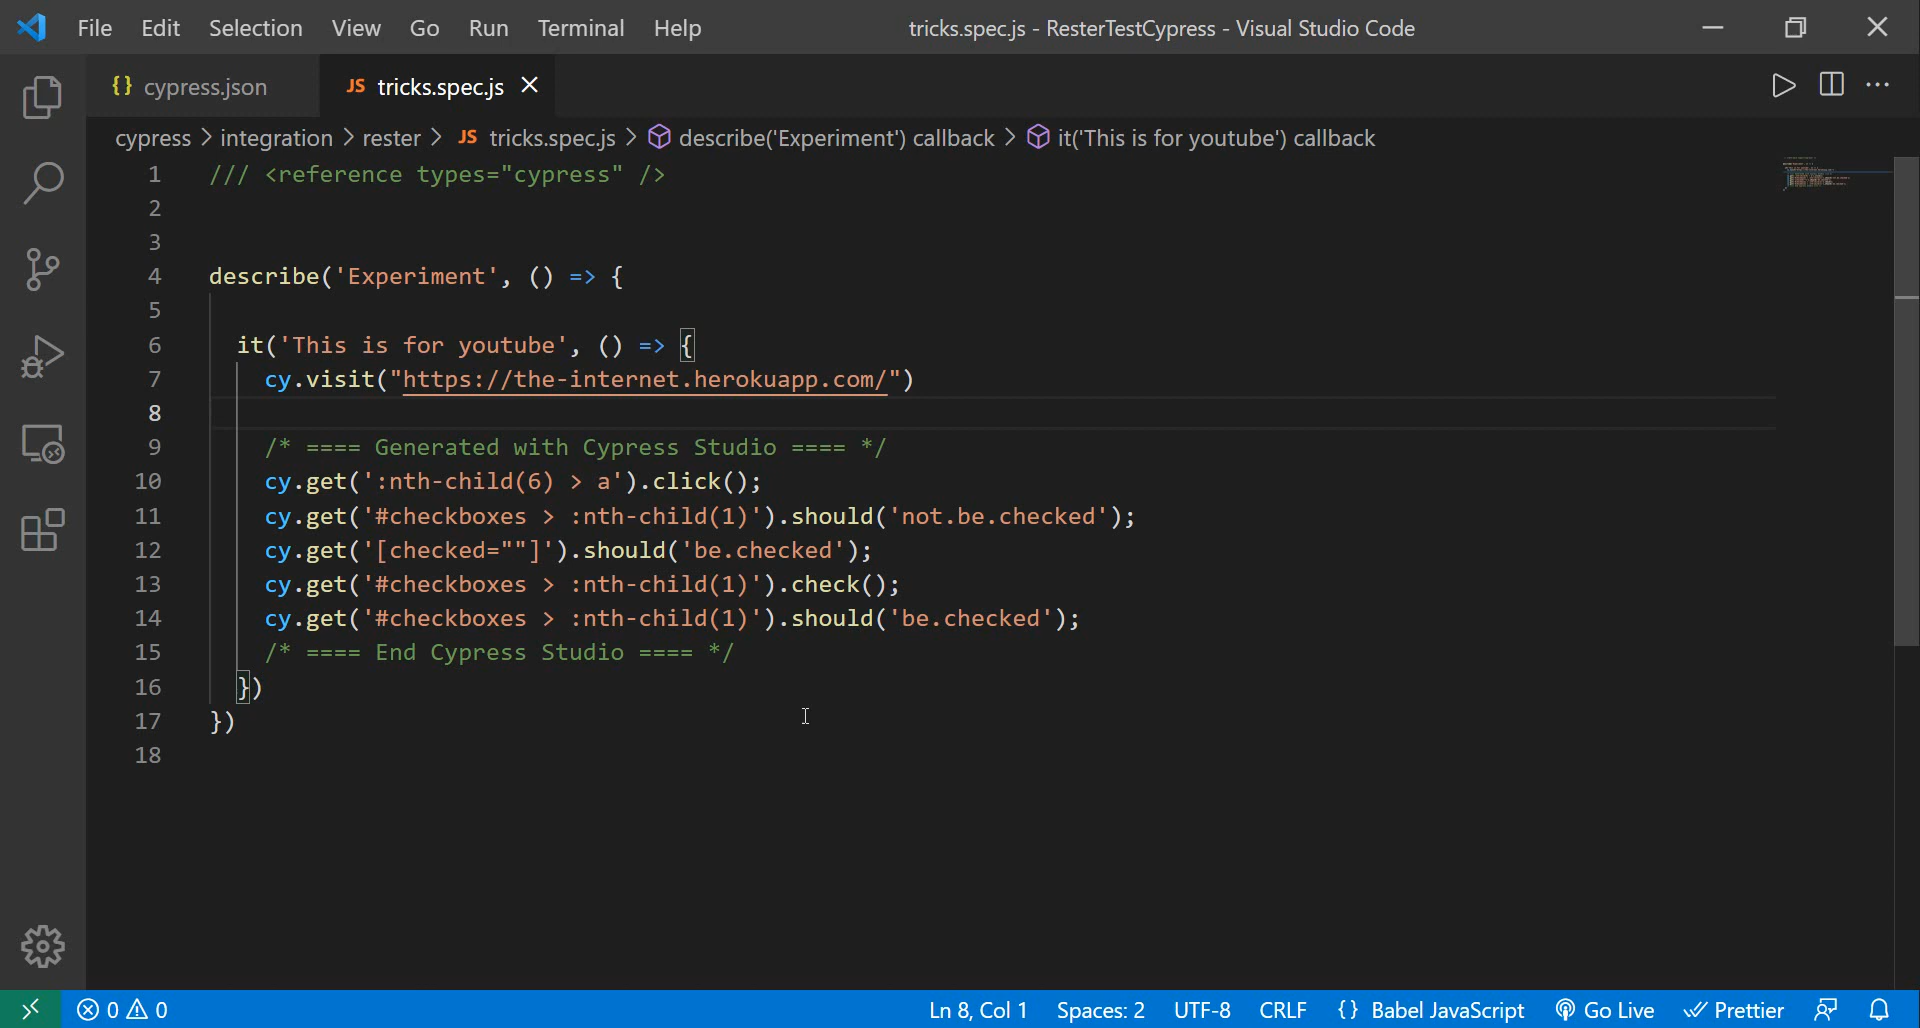 File Edit Selection View Go Run Terminal Help tricks.spec.js - ResterTestCypress - Visual Studio Code
{} cypress.json JS tricks.spec.js
cypress > integration > rester > JS tricks.spec.js > describe('Experiment') callback > it('This is for youtube') callback
1 /// <reference types="cypress" />
2
3
4 describe('Experiment', () => {
5
6 it('This is for youtube', () => {
7 cy.visit("https://the-internet.herokuapp.com/")
8
9 /* ==== Generated with Cypress Studio ==== */
10 cy.get(':nth-child(6) > a').click();
11 cy.get('#checkboxes > :nth-child(1)').should('not.be.checked');
12 cy.get('[checked=""]').should('be.checked');
13 cy.get('#checkboxes > :nth-child(1)').check();
14 cy.get('#checkboxes > :nth-child(1)').should('be.checked');
15 /* ==== End Cypress Studio ==== */
16 })
17 })
18
0 0 Ln 8, Col 1 Spaces: 2 UTF-8 CRLF {} Babel JavaScript Go Live Prettier